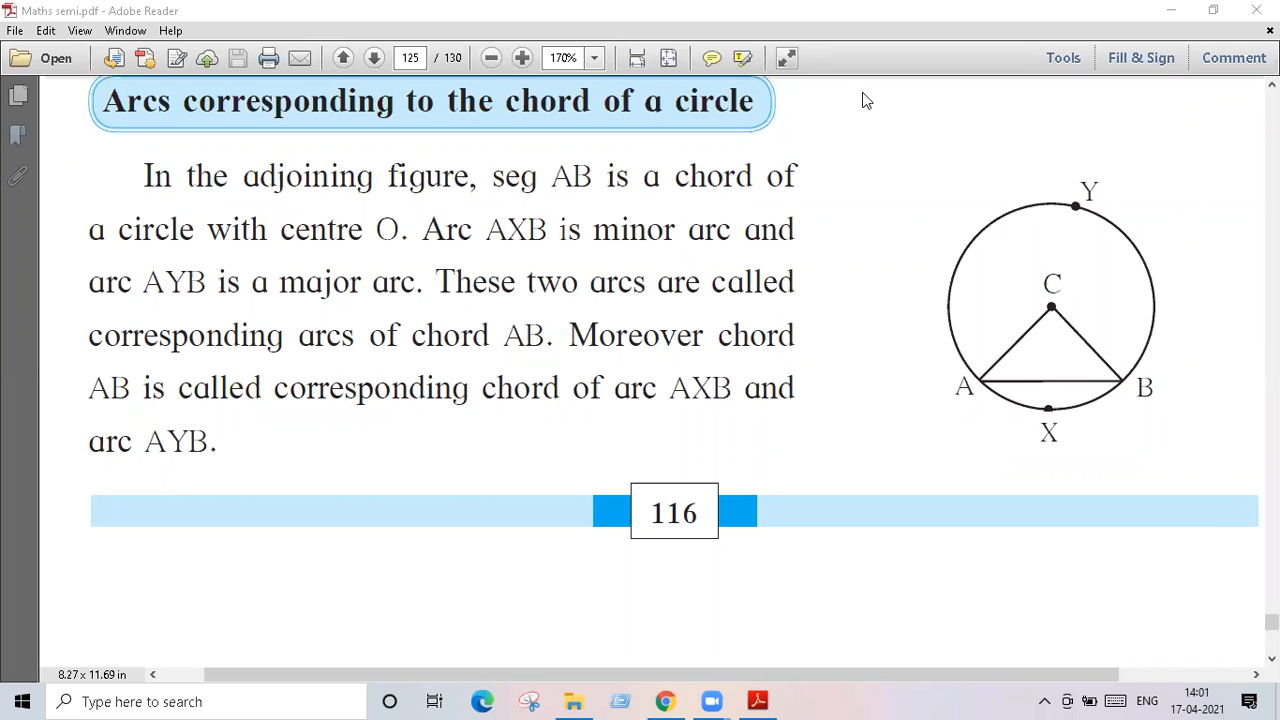 Maths semi.pdf - Adobe Reader
File Edit View Window Help
Open 125 / 130 170% Tools Fill & Sign Comment
Arcs corresponding to the chord of a circle
In the adjoining figure, seg AB is a chord of
a circle with centre O. Arc AXB is minor arc and
arc AYB is a major arc. These two arcs are called
corresponding arcs of chord AB. Moreover chord
AB is called corresponding chord of arc AXB and
arc AYB.
Y
C
A
B
X
116
8.27 x 11.69 in
Type here to search
ENG
14:01
17-04-2021